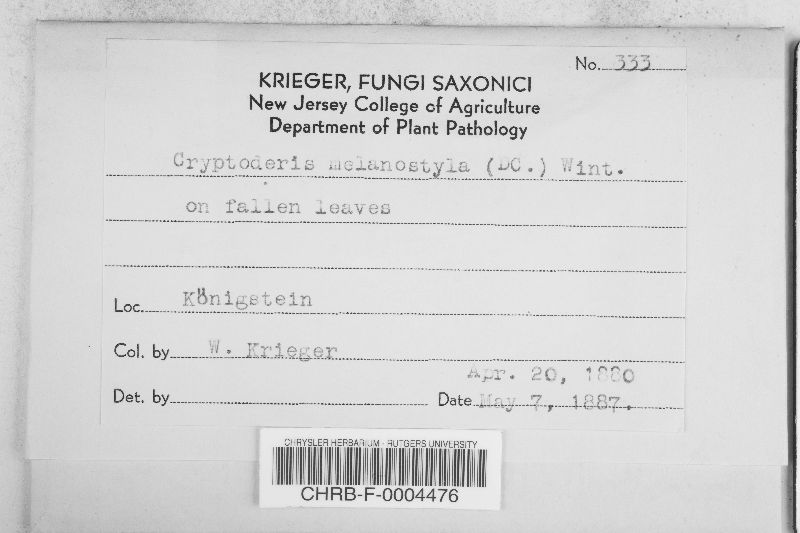 No. 333
KRIEGER, FUNGI SAXONICI
New Jersey College of Agriculture
Department of Plant Pathology
Cryptoderis melanostyla (DC.) Wint.
on fallen leaves
Loc. Königstein
Col. by W. Krieger
Apr. 20, 1880
Det. by Date May 7, 1887.
CHRYSLER HERBARIUM - RUTGERS UNIVERSITY
CHRB-F-0004476